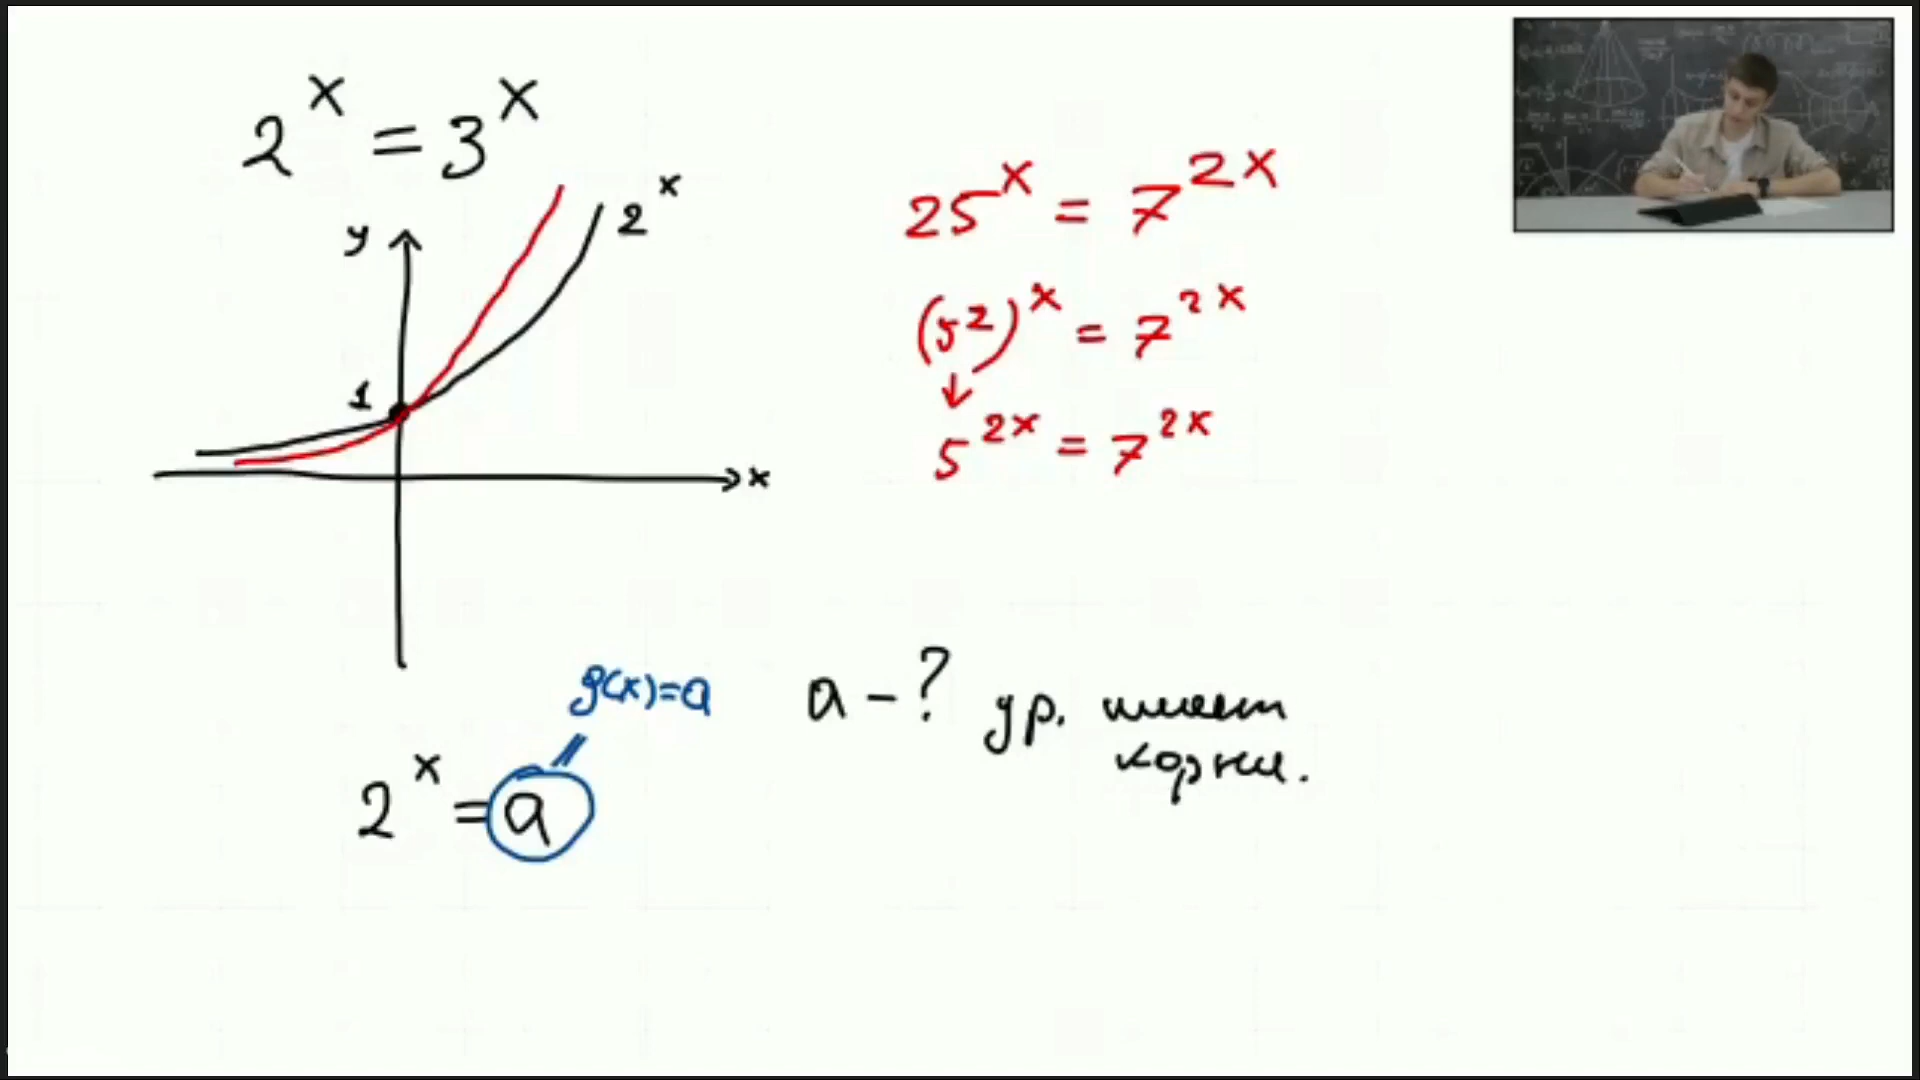 2^x = 3^x
y
2^x
1
x
25^x = 7^{2x}
(5^2)^x = 7^{2x}
5^{2x} = 7^{2x}
g(x)=a
2^x = a
a - ? ур. имеет
корни.